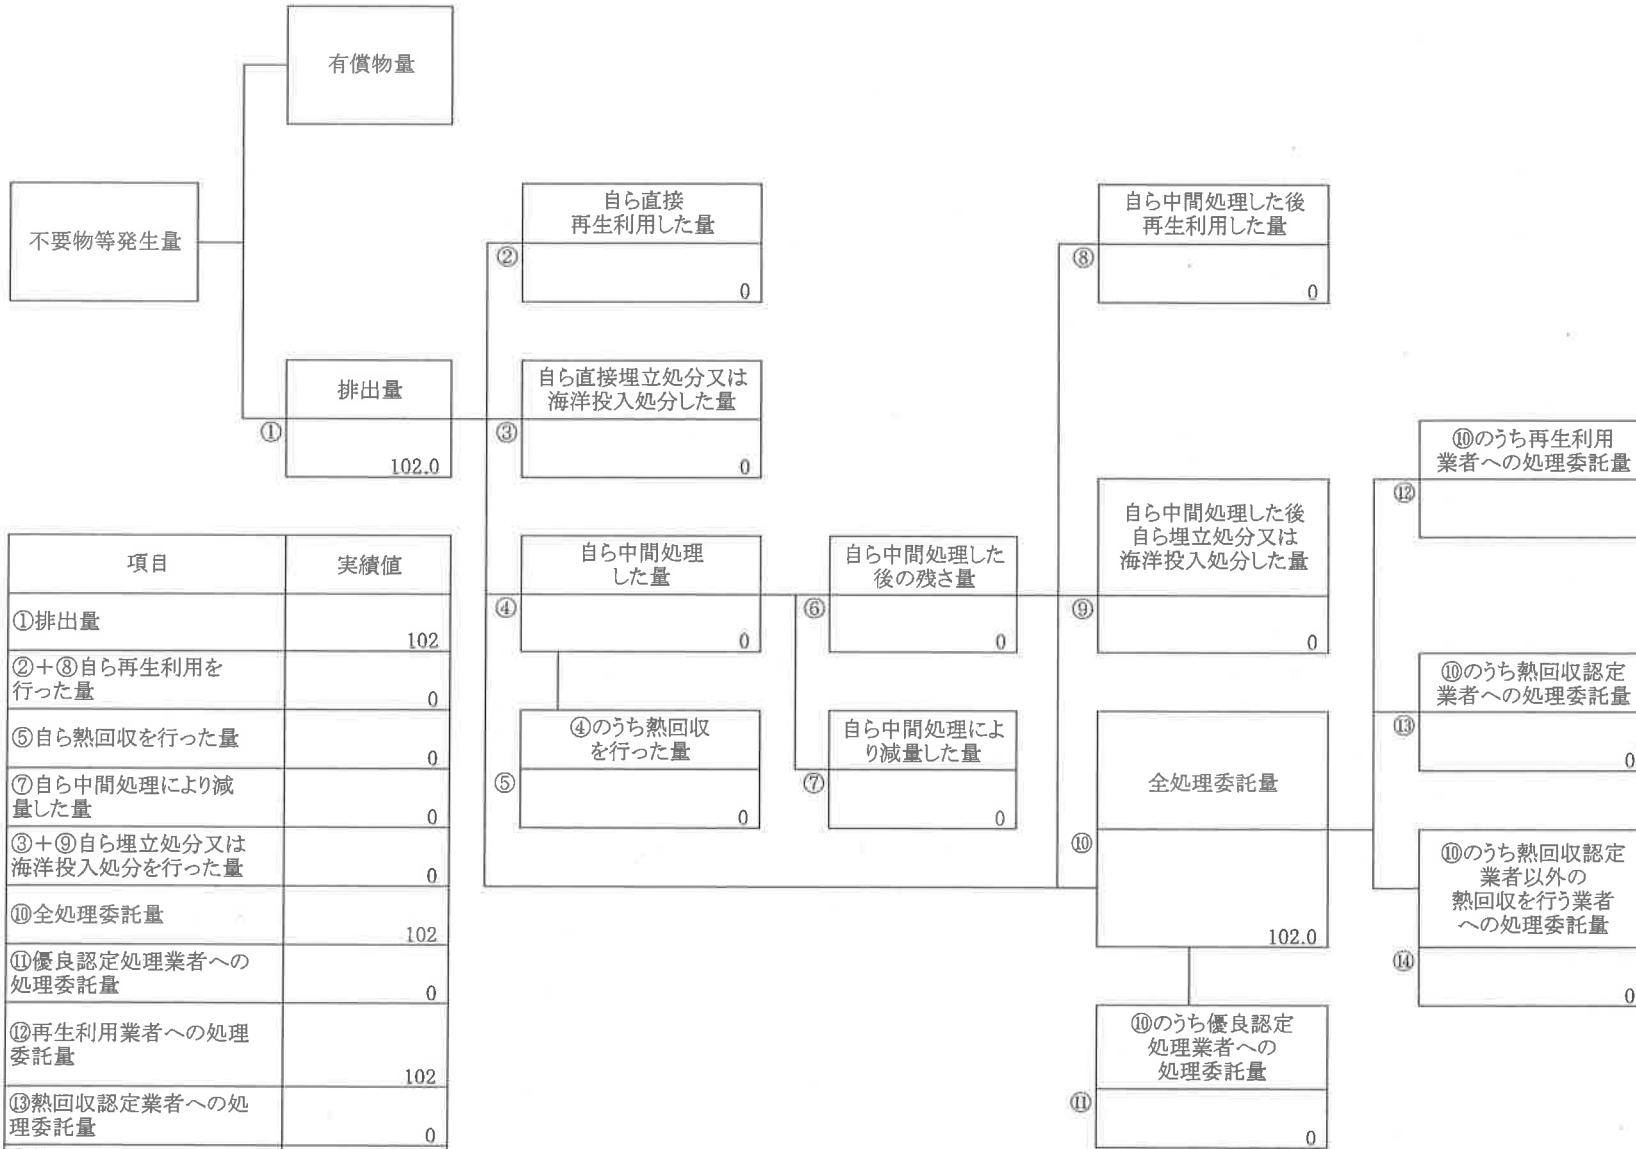 有償物量
不要物等発生量
排出量
①
102.0
自ら直接
再生利用した量
②
0
自ら直接埋立処分又は
海洋投入処分した量
③
0
自ら中間処理
した量
④
0
④のうち熱回収
を行った量
⑤
0
自ら中間処理した
後の残さ量
⑥
0
自ら中間処理によ
り減量した量
⑦
0
自ら中間処理した後
再生利用した量
⑧
0
自ら中間処理した後
自ら埋立処分又は
海洋投入処分した量
⑨
0
全処理委託量
⑩
102.0
⑩のうち優良認定
処理業者への
処理委託量
⑪
0
⑩のうち再生利用
業者への処理委託量
⑫
⑩のうち熱回収認定
業者への処理委託量
⑬
0
⑩のうち熱回収認定
業者以外の
熱回収を行う業者
への処理委託量
⑭
0
項目 実績値
①排出量
102
②+⑧自ら再生利用を
行った量
0
⑤自ら熱回収を行った量
0
⑦自ら中間処理により減
量した量
0
③+⑨自ら埋立処分又は
海洋投入処分を行った量
0
⑩全処理委託量
102
⑪優良認定処理業者への
処理委託量
0
⑫再生利用業者への処理
委託量
102
⑬熱回収認定業者への処
理委託量
0